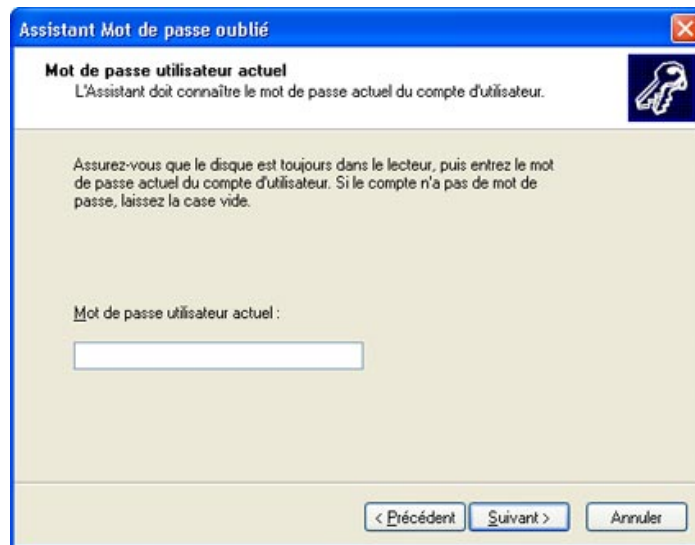 Assistant Mot de passe oublié
Mot de passe utilisateur actuel
L'Assistant doit connaître le mot de passe actuel du compte d'utilisateur.
Assurez-vous que le disque est toujours dans le lecteur, puis entrez le mot
de passe actuel du compte d'utilisateur. Si le compte n'a pas de mot de
passe, laissez la case vide.
Mot de passe utilisateur actuel :
< Précédent
Suivant >
Annuler